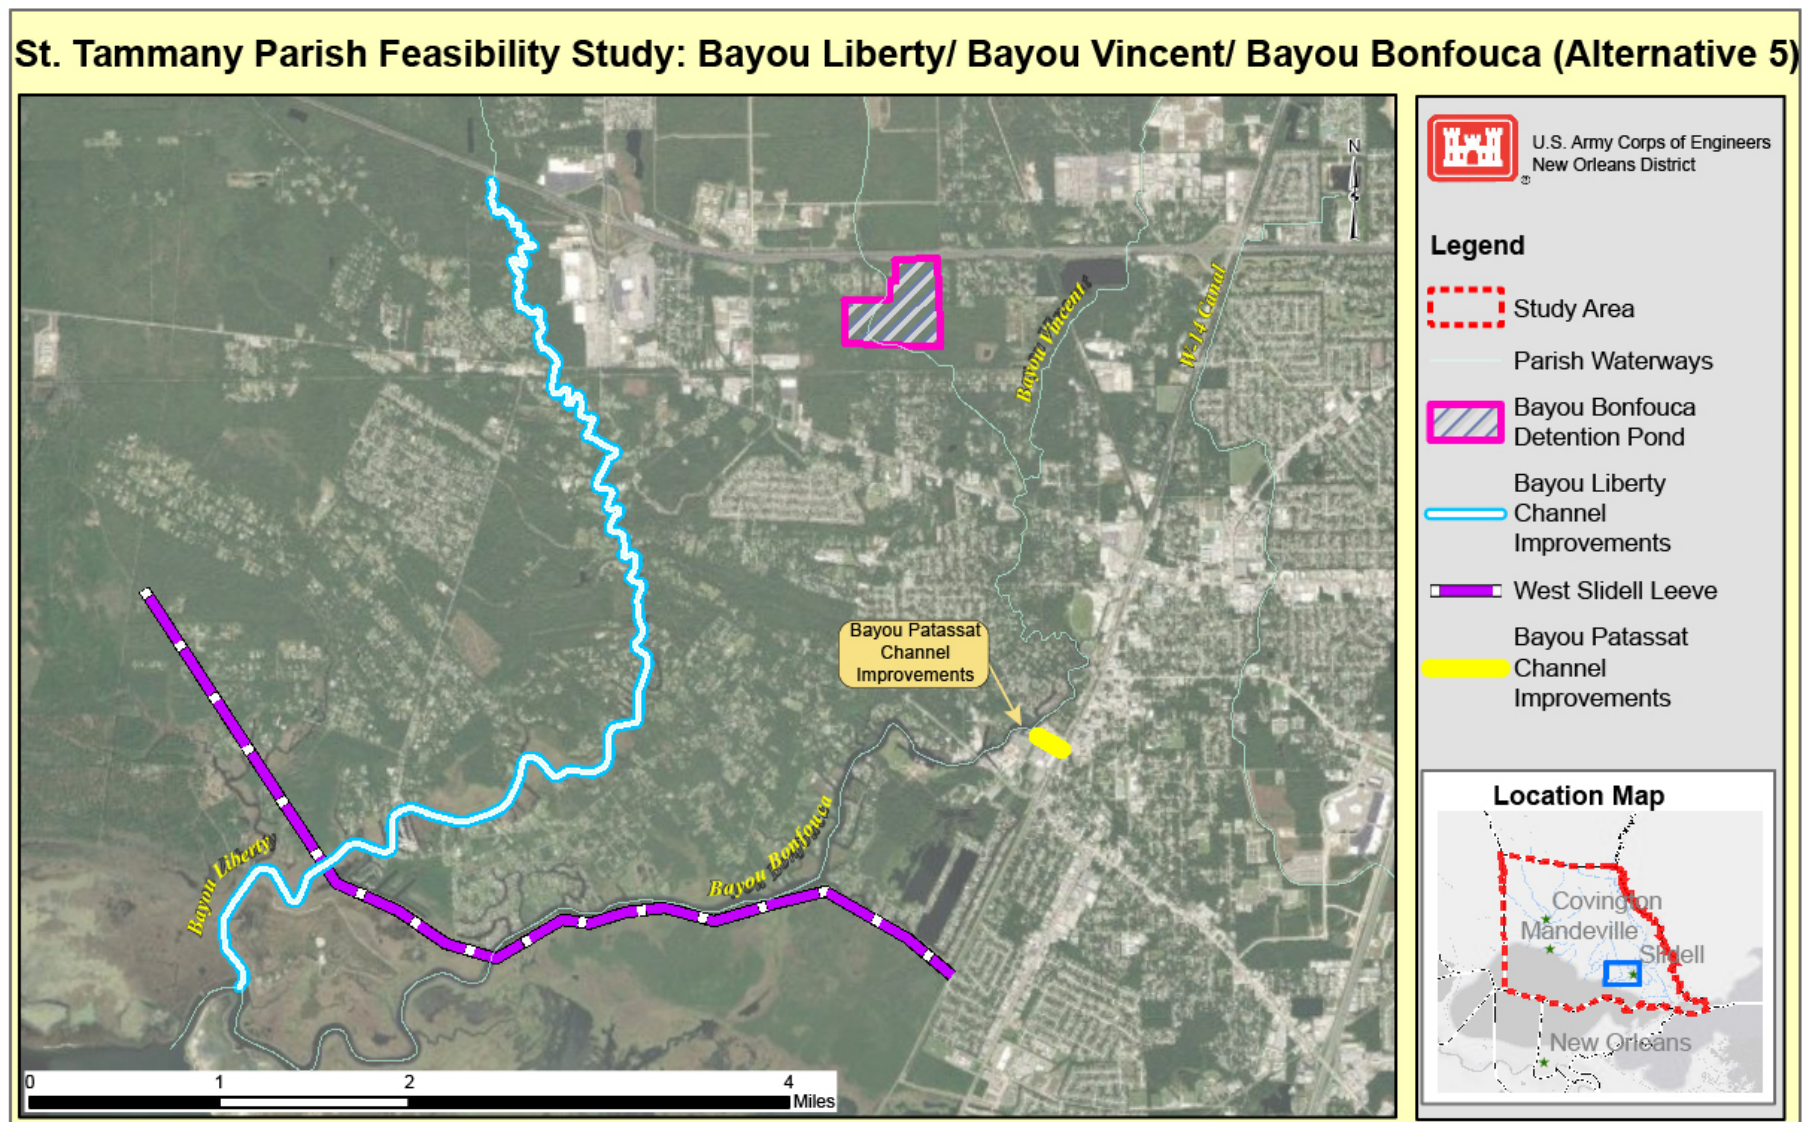 St. Tammany Parish Feasibility Study: Bayou Liberty/ Bayou Vincent/ Bayou Bonfouca (Alternative 5)
N
Bayou Vincent
W-14 Canal
Bayou Patassat
Channel
Improvements
Bayou Bonfouca
Bayou Liberty
0 1 2 4
Miles
U.S. Army Corps of Engineers
New Orleans District
®
Legend
Study Area
Parish Waterways
Bayou Bonfouca
Detention Pond
Bayou Liberty
Channel
Improvements
West Slidell Leeve
Bayou Patassat
Channel
Improvements
Location Map
Covington
Mandeville
Slidell
New Orleans